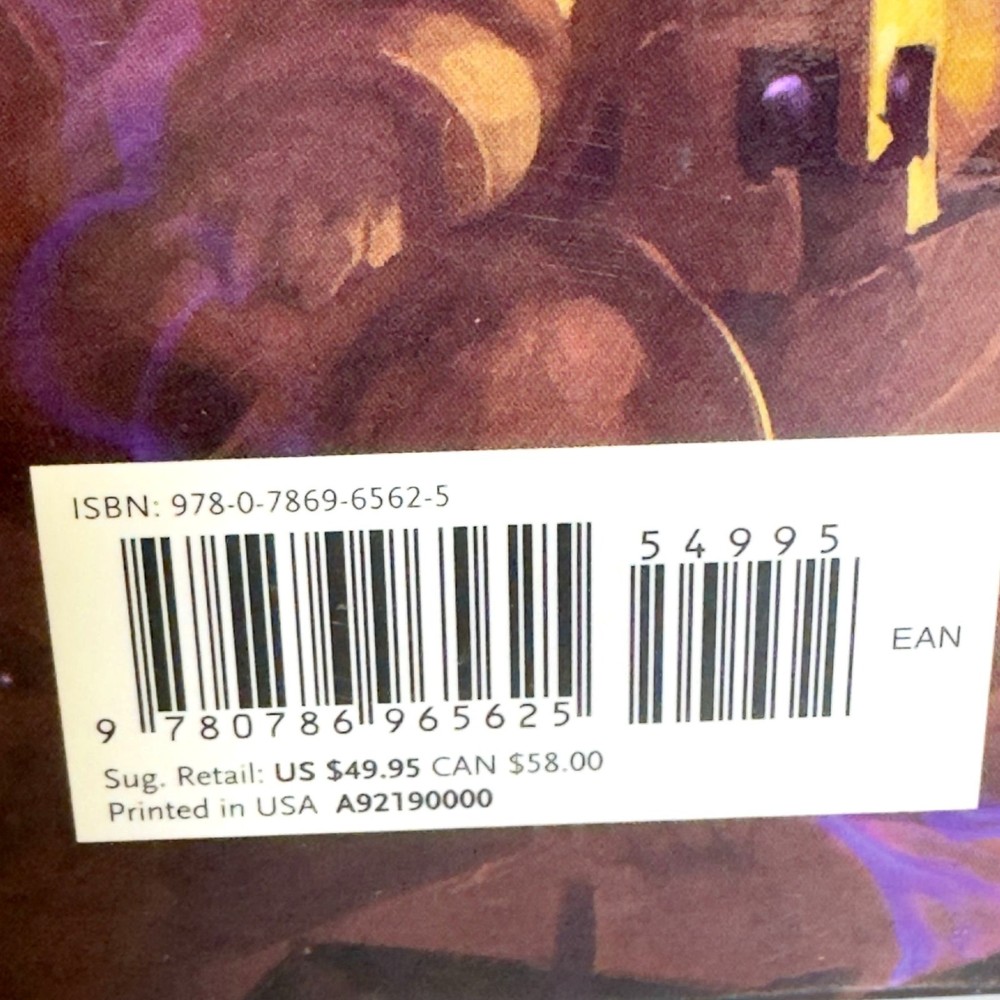 ISBN: 978-0-7869-6562-5
54995
EAN
9 780786 965625
Sug. Retail: US $49.95 CAN $58.00
Printed in USA A92190000